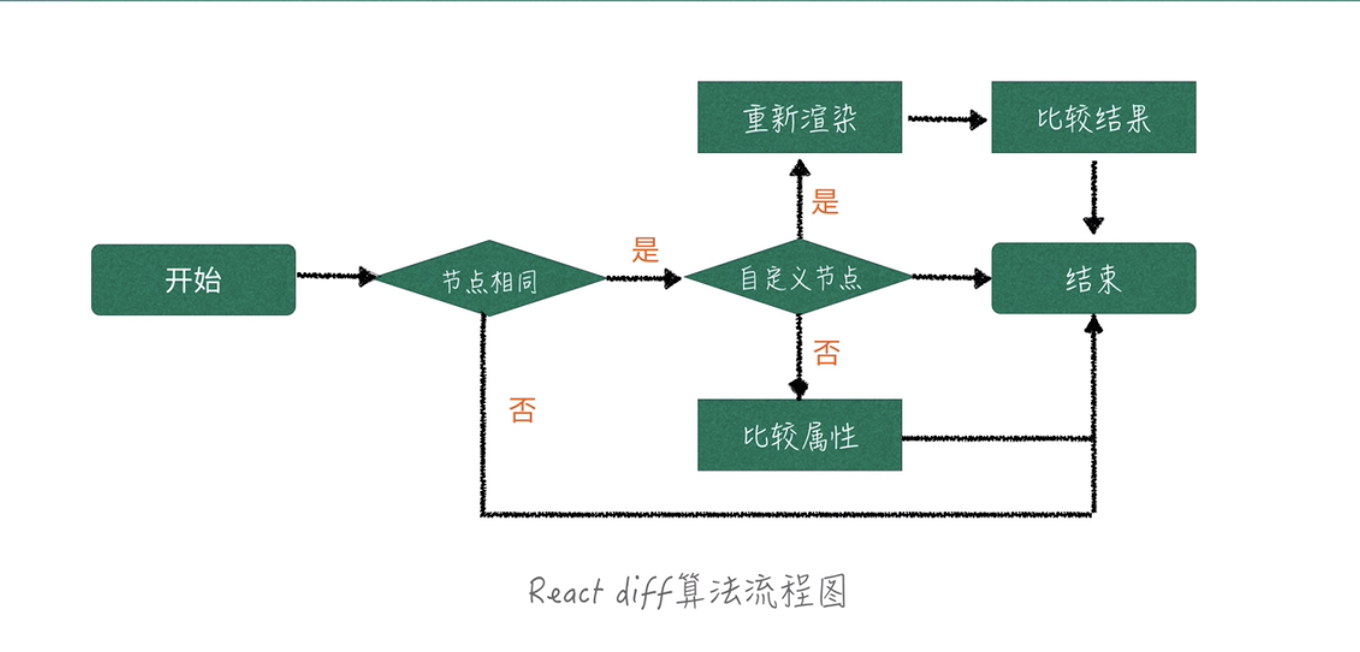 重新渲染
比较结果
是
开始
节点相同
是
自定义节点
结束
否
否
比较属性
React diff算法流程图